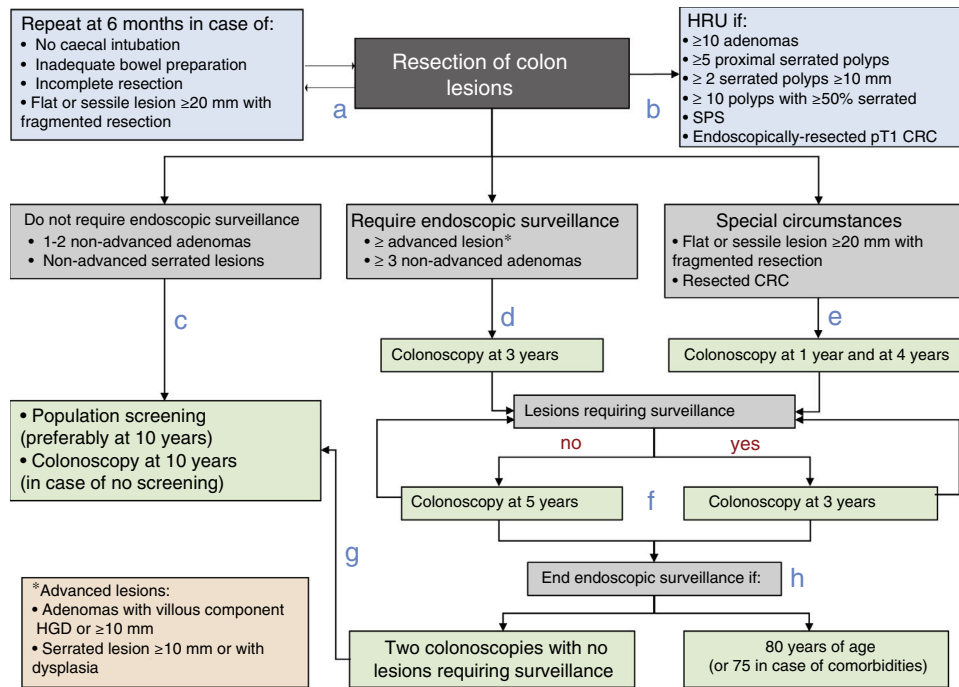 Repeat at 6 months in case of:
• No caecal intubation
• Inadequate bowel preparation
• Incomplete resection
• Flat or sessile lesion ≥20 mm with
fragmented resection
a
Resection of colon
lesions
b
HRU if:
• ≥10 adenomas
• ≥5 proximal serrated polyps
• ≥ 2 serrated polyps ≥10 mm
• ≥ 10 polyps with ≥50% serrated
• SPS
• Endoscopically-resected pT1 CRC
Do not require endoscopic surveillance
• 1-2 non-advanced adenomas
• Non-advanced serrated lesions
Require endoscopic surveillance
• ≥ advanced lesion*
• ≥ 3 non-advanced adenomas
Special circumstances
• Flat or sessile lesion ≥20 mm with
fragmented resection
• Resected CRC
c
d
e
Colonoscopy at 3 years
Colonoscopy at 1 year and at 4 years
• Population screening
(preferably at 10 years)
• Colonoscopy at 10 years
(in case of no screening)
Lesions requiring surveillance
no
yes
Colonoscopy at 5 years
f
Colonoscopy at 3 years
g
End endoscopic surveillance if:
h
*Advanced lesions:
• Adenomas with villous component
HGD or ≥10 mm
• Serrated lesion ≥10 mm or with
dysplasia
Two colonoscopies with no
lesions requiring surveillance
80 years of age
(or 75 in case of comorbidities)